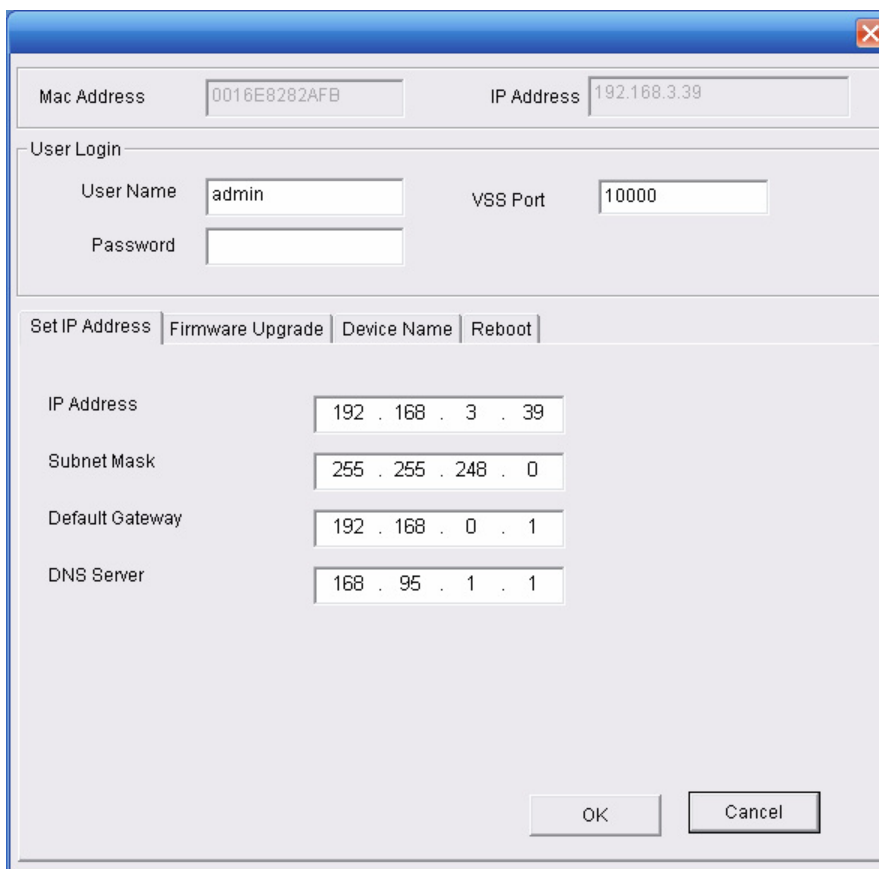 Mac Address 0016E8282AFB IP Address 192.168.3.39
User Login
User Name admin VSS Port 10000
Password
Set IP Address Firmware Upgrade Device Name Reboot
IP Address 192 . 168 . 3 . 39
Subnet Mask 255 . 255 . 248 . 0
Default Gateway 192 . 168 . 0 . 1
DNS Server 168 . 95 . 1 . 1
OK Cancel